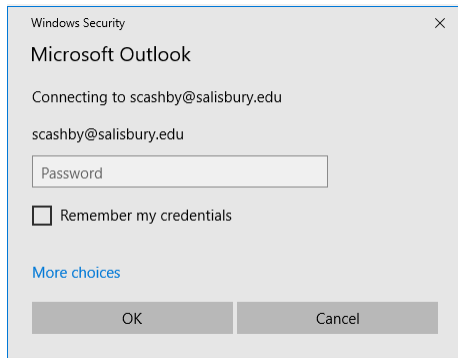 Windows Security
Microsoft Outlook
Connecting to scashby@salisbury.edu
scashby@salisbury.edu
Password
Remember my credentials
More choices
OK
Cancel